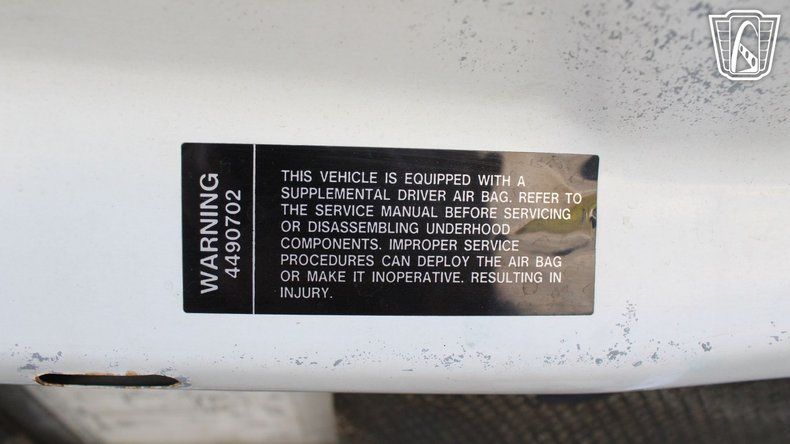 WARNING
4490702
THIS VEHICLE IS EQUIPPED WITH A
SUPPLEMENTAL DRIVER AIR BAG. REFER TO
THE SERVICE MANUAL BEFORE SERVICING
OR DISASSEMBLING UNDERHOOD
COMPONENTS. IMPROPER SERVICE
PROCEDURES CAN DEPLOY THE AIR BAG
OR MAKE IT INOPERATIVE. RESULTING IN
INJURY.